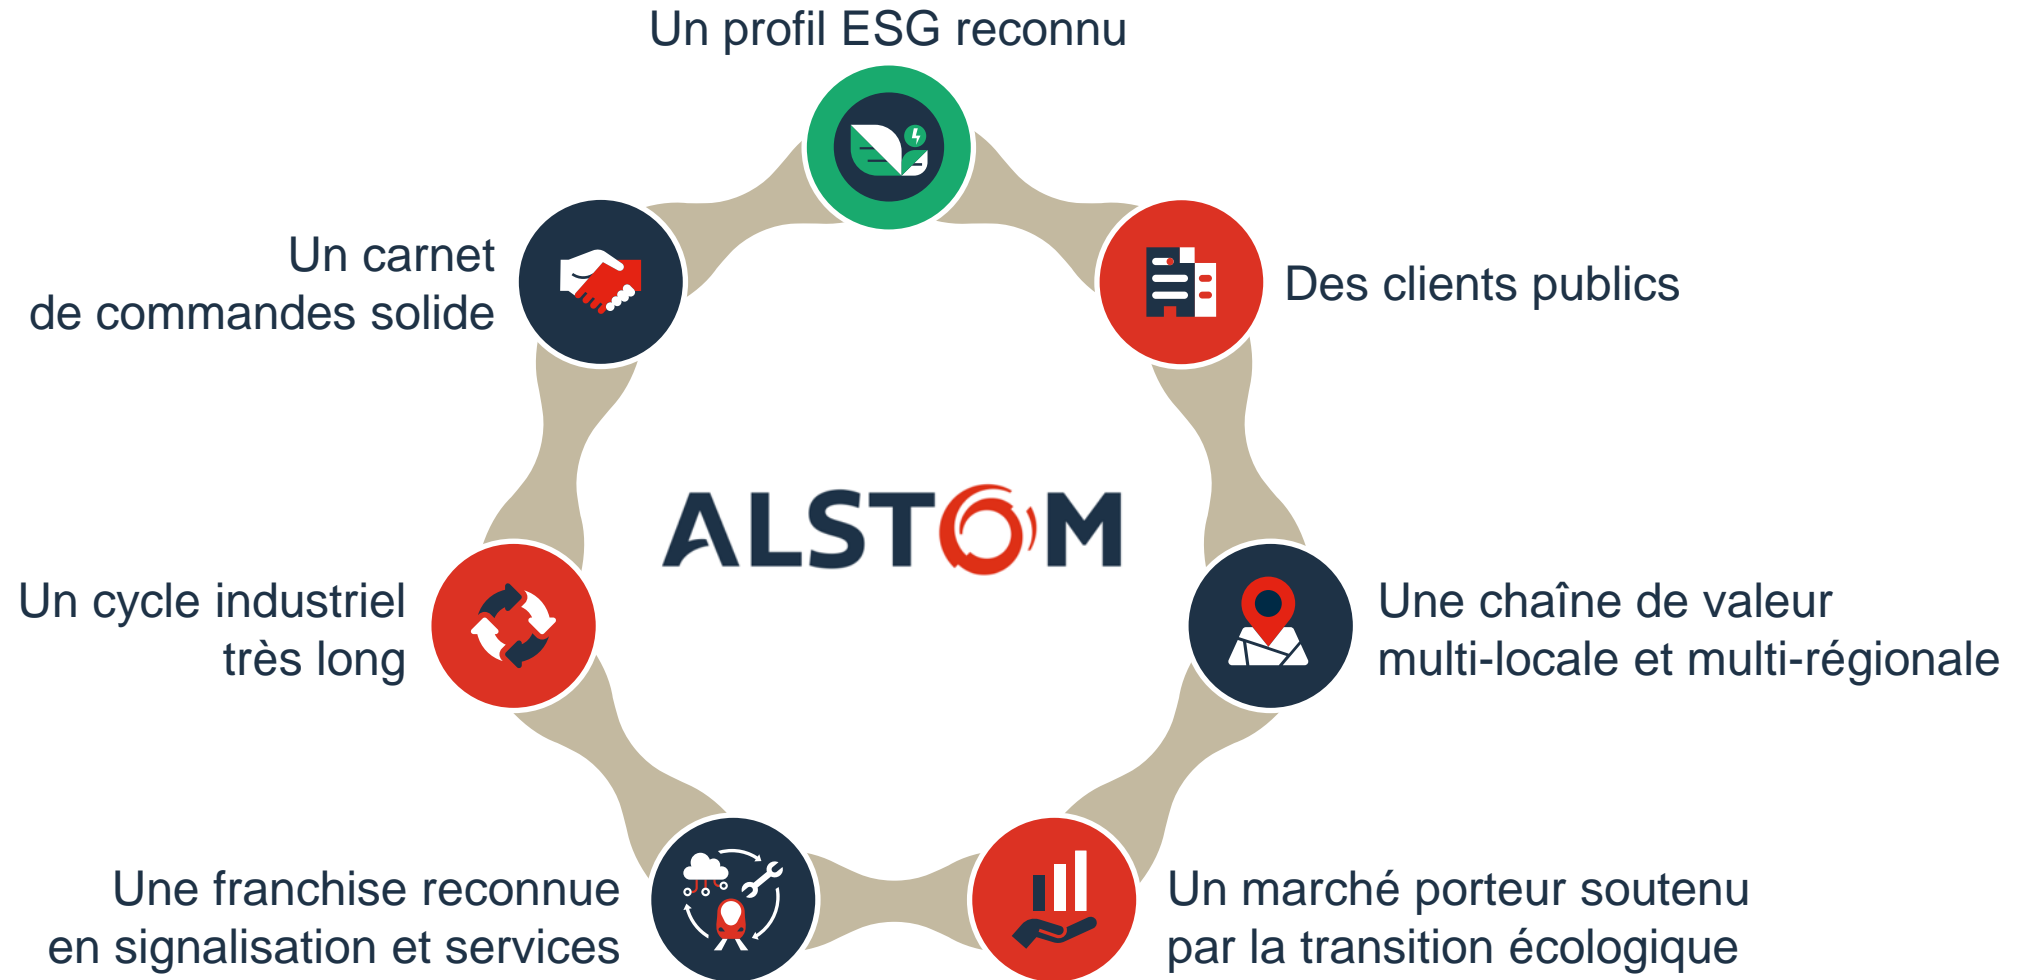 Un profil ESG reconnu
Un carnet
de commandes solide
Des clients publics
ALSTOM
Un cycle industriel
très long
Une chaîne de valeur
multi-locale et multi-régionale
Une franchise reconnue
en signalisation et services
Un marché porteur soutenu
par la transition écologique